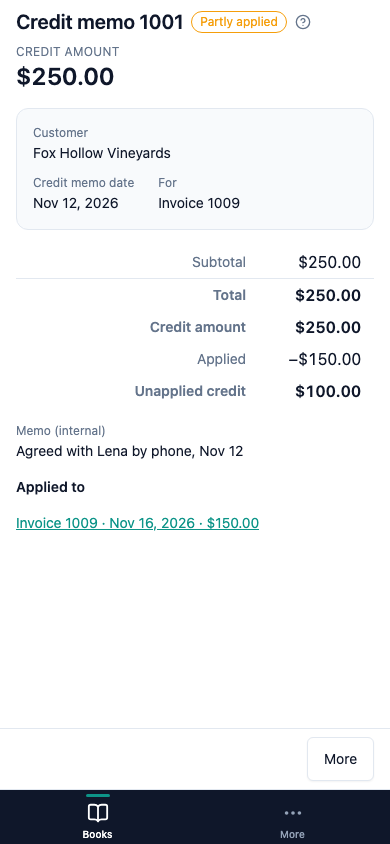 Credit memo 1001 Partly applied
CREDIT AMOUNT
$250.00
Customer
Fox Hollow Vineyards
Credit memo date For
Nov 12, 2026 Invoice 1009
Subtotal $250.00
Total $250.00
Credit amount $250.00
Applied –$150.00
Unapplied credit $100.00
Memo (internal)
Agreed with Lena by phone, Nov 12
Applied to
Invoice 1009 · Nov 16, 2026 · $150.00
More
Books More